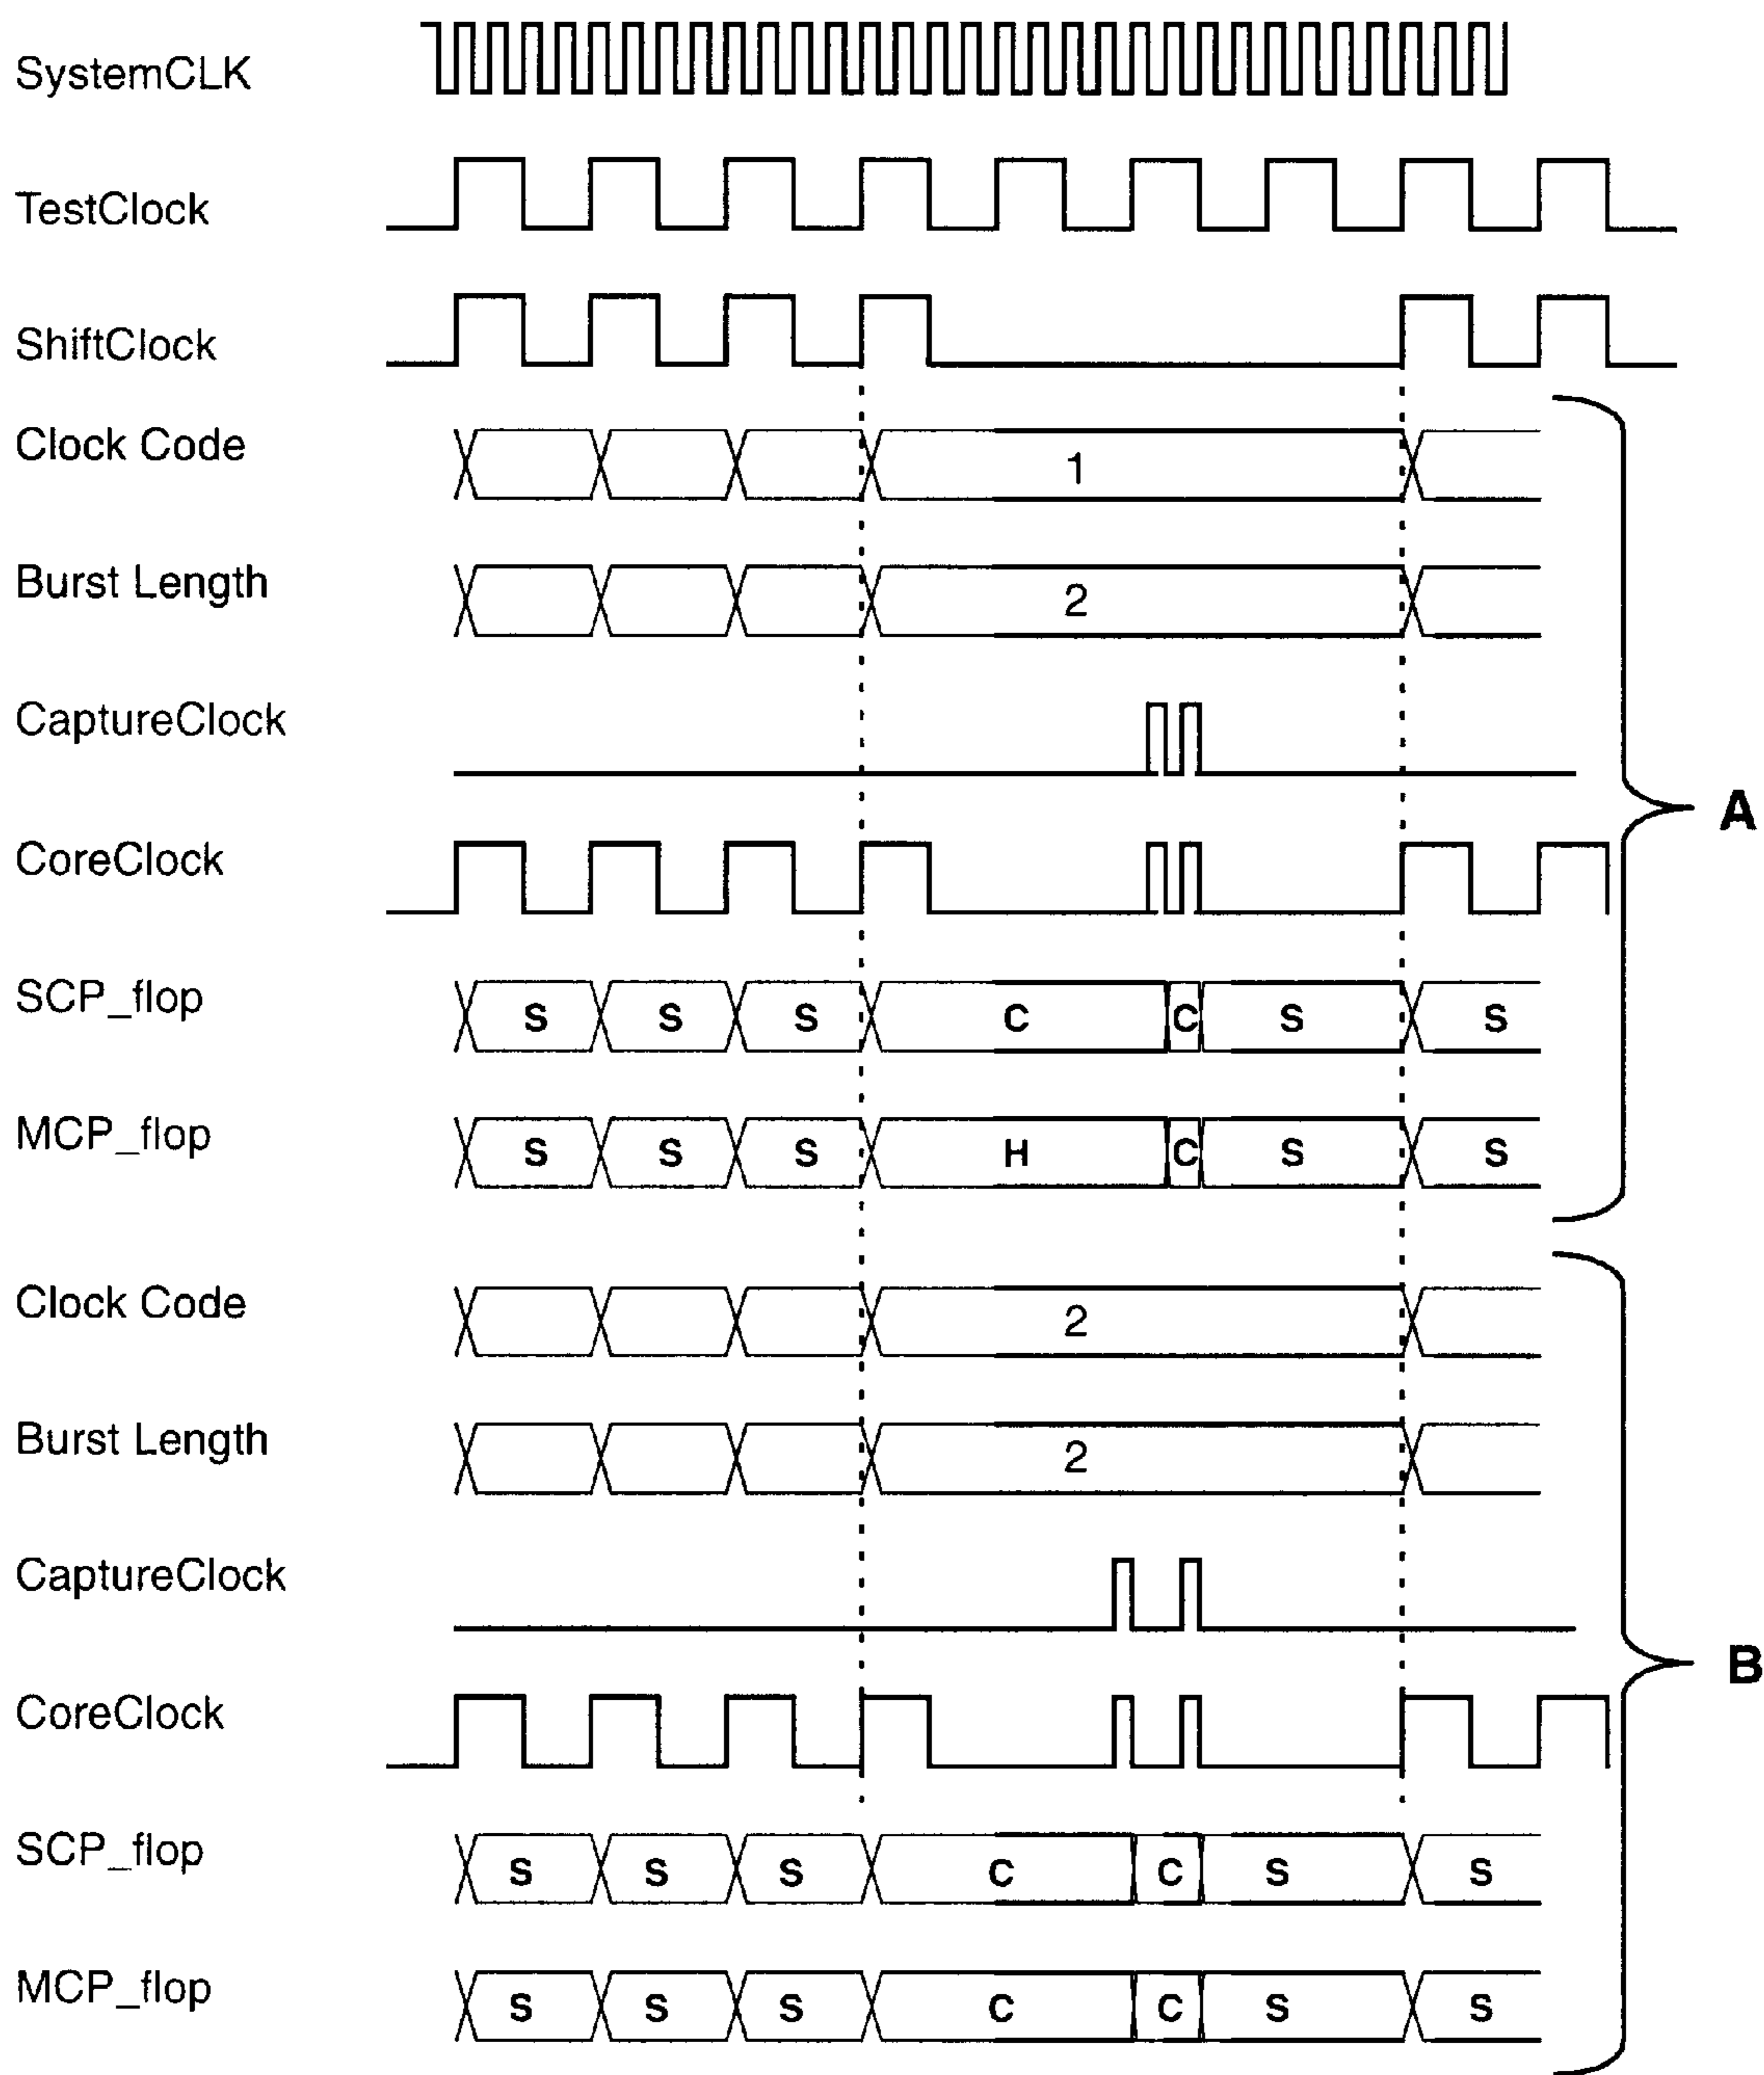 SystemCLK
TestClock
ShiftClock
Clock Code 1
Burst Length 2
CaptureClock
A
CoreClock
SCP_flop S S S C C S S
MCP_flop S S S H C S S
Clock Code 2
Burst Length 2
CaptureClock
B
CoreClock
SCP_flop S S S C C S S
MCP_flop S S S C C S S